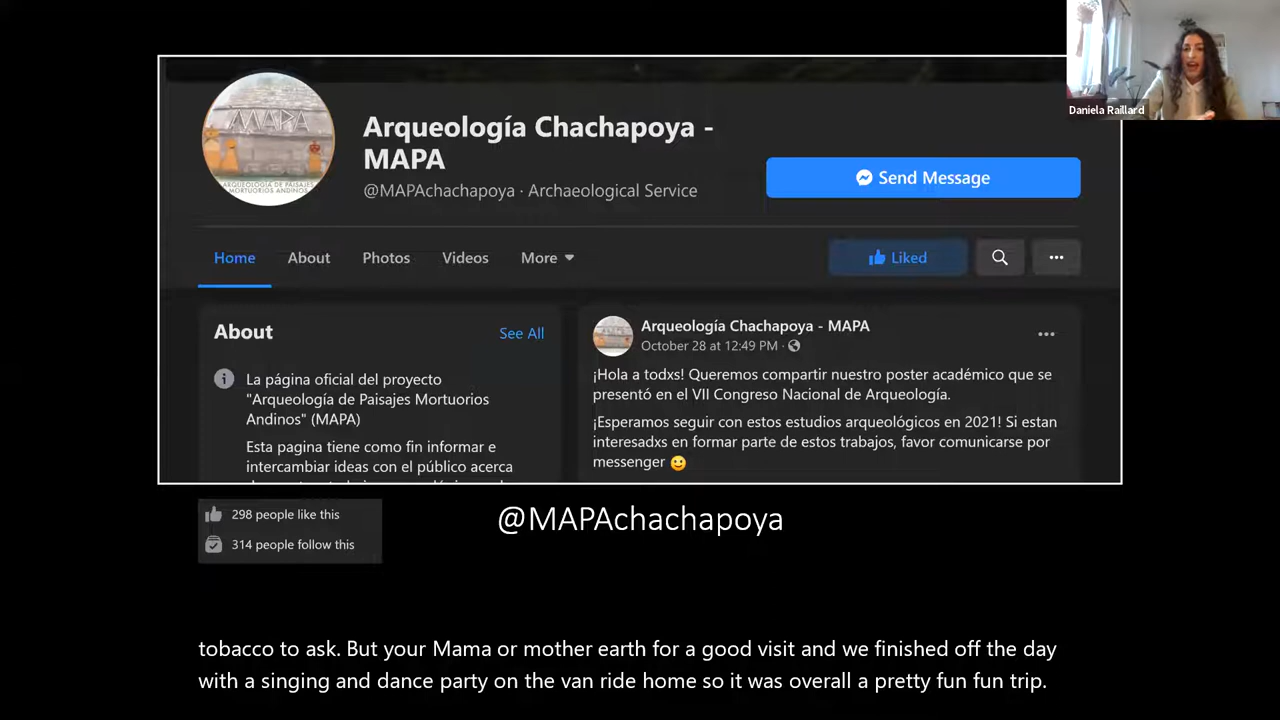 Daniela Raillard
MAPA
ARQUEOLOGÍA DE PAISAJES
MORTUORIOS ANDINOS
Arqueología Chachapoya -
MAPA
@MAPAchachapoya · Archaeological Service
Send Message
Home
About
Photos
Videos
More
Liked
About
See All
La página oficial del proyecto
"Arqueología de Paisajes Mortuorios
Andinos" (MAPA)
Esta pagina tiene como fin informar e
intercambiar ideas con el público acerca
Arqueología Chachapoya - MAPA
October 28 at 12:49 PM ·
¡Hola a todxs! Queremos compartir nuestro poster académico que se
presentó en el VII Congreso Nacional de Arqueología.
¡Esperamos seguir con estos estudios arqueológicos en 2021! Si estan
interesadxs en formar parte de estos trabajos, favor comunicarse por
messenger 😉
298 people like this
314 people follow this
@MAPAchachapoya
tobacco to ask. But your Mama or mother earth for a good visit and we finished off the day
with a singing and dance party on the van ride home so it was overall a pretty fun fun trip.